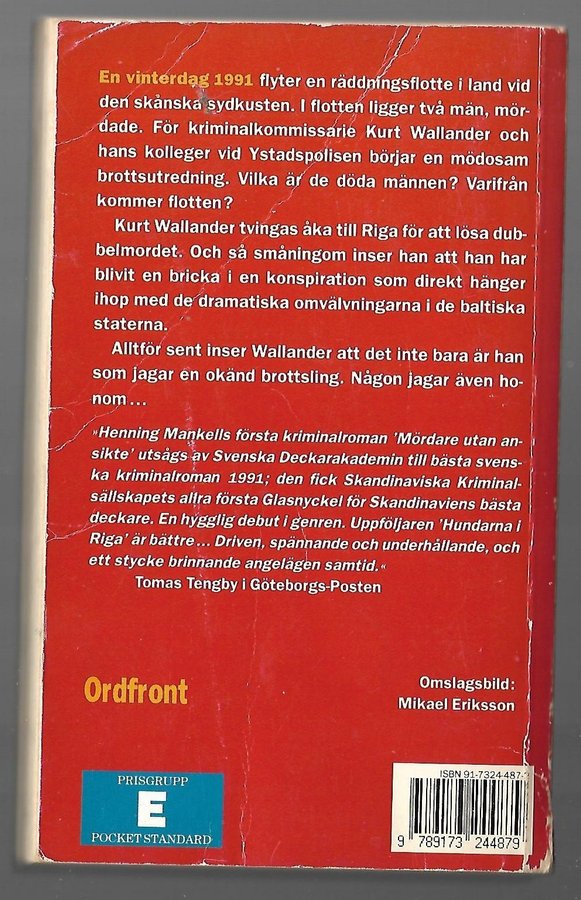 En vinterdag 1991 flyter en räddningsflotte i land vid
den skånska sydkusten. I flotten ligger två män, mör-
dade. För kriminalkommissarie Kurt Wallander och
hans kolleger vid Ystadspolisen börjar en mödosam
brottsutredning. Vilka är de döda männen? Varifrån
kommer flotten?
Kurt Wallander tvingas åka till Riga för att lösa dub-
belmordet. Och så småningom inser han att han har
blivit en bricka i en konspiration som direkt hänger
ihop med de dramatiska omvälvningarna i de baltiska
staterna.
Alltför sent inser Wallander att det inte bara är han
som jagar en okänd brottsling. Någon jagar även ho-
nom...
»Henning Mankells första kriminalroman 'Mördare utan an-
sikte' utsågs av Svenska Deckarakademin till bästa svens-
ka kriminalroman 1991; den fick Skandinaviska Kriminal-
sällskapets allra första Glasnyckel för Skandinaviens bästa
deckare. En hygglig debut i genren. Uppföljaren 'Hundarna i
Riga' är bättre... Driven, spännande och underhållande, och
ett stycke brinnande angelägen samtid.«
Tomas Tengby i Göteborgs-Posten
Ordfront
Omslagsbild:
Mikael Eriksson
PRISGRUPP
E
POCKET STANDARD
ISBN 91-7324-487-
9 789173 244879